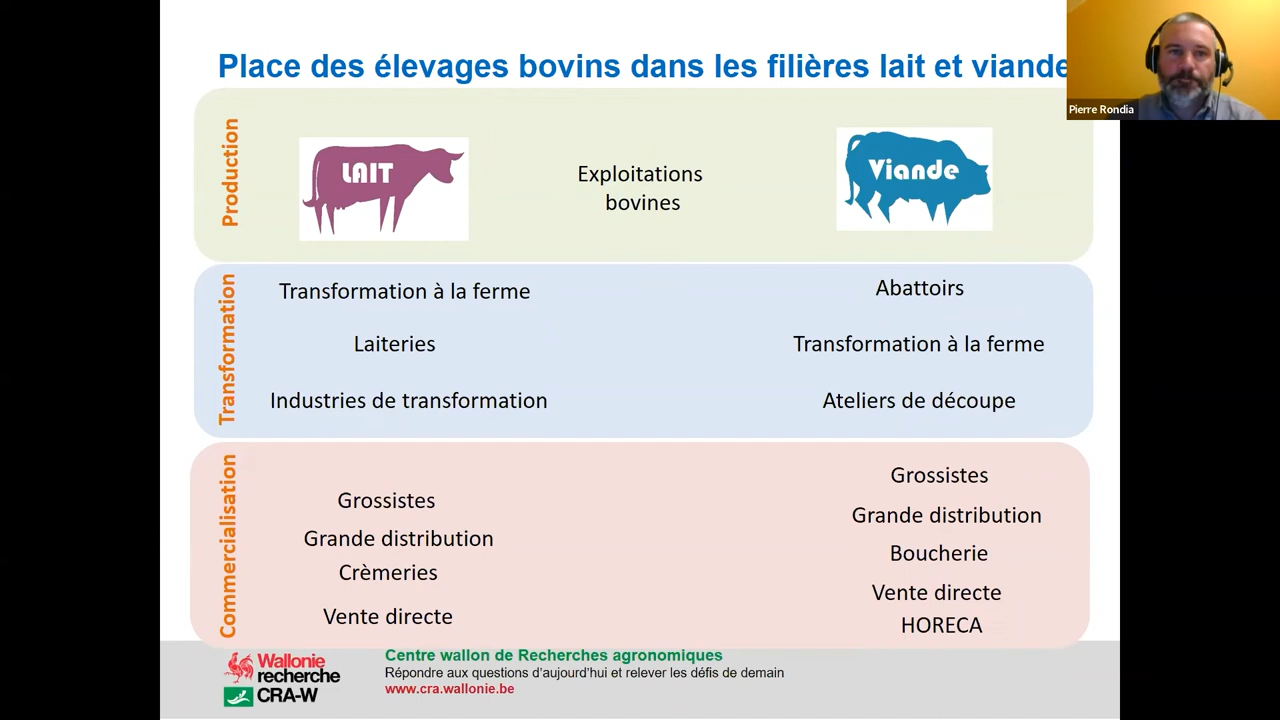 Place des élevages bovins dans les filières lait et viande
Pierre Rondia
Production
LAIT
Exploitations
bovines
Viande
Transformation
Transformation à la ferme
Laiteries
Industries de transformation
Abattoirs
Transformation à la ferme
Ateliers de découpe
Commercialisation
Grossistes
Grande distribution
Crèmeries
Vente directe
Grossistes
Grande distribution
Boucherie
Vente directe
HORECA
Wallonie
recherche
CRA-W
Centre wallon de Recherches agronomiques
Répondre aux questions d'aujourd'hui et relever les défis de demain
www.cra.wallonie.be